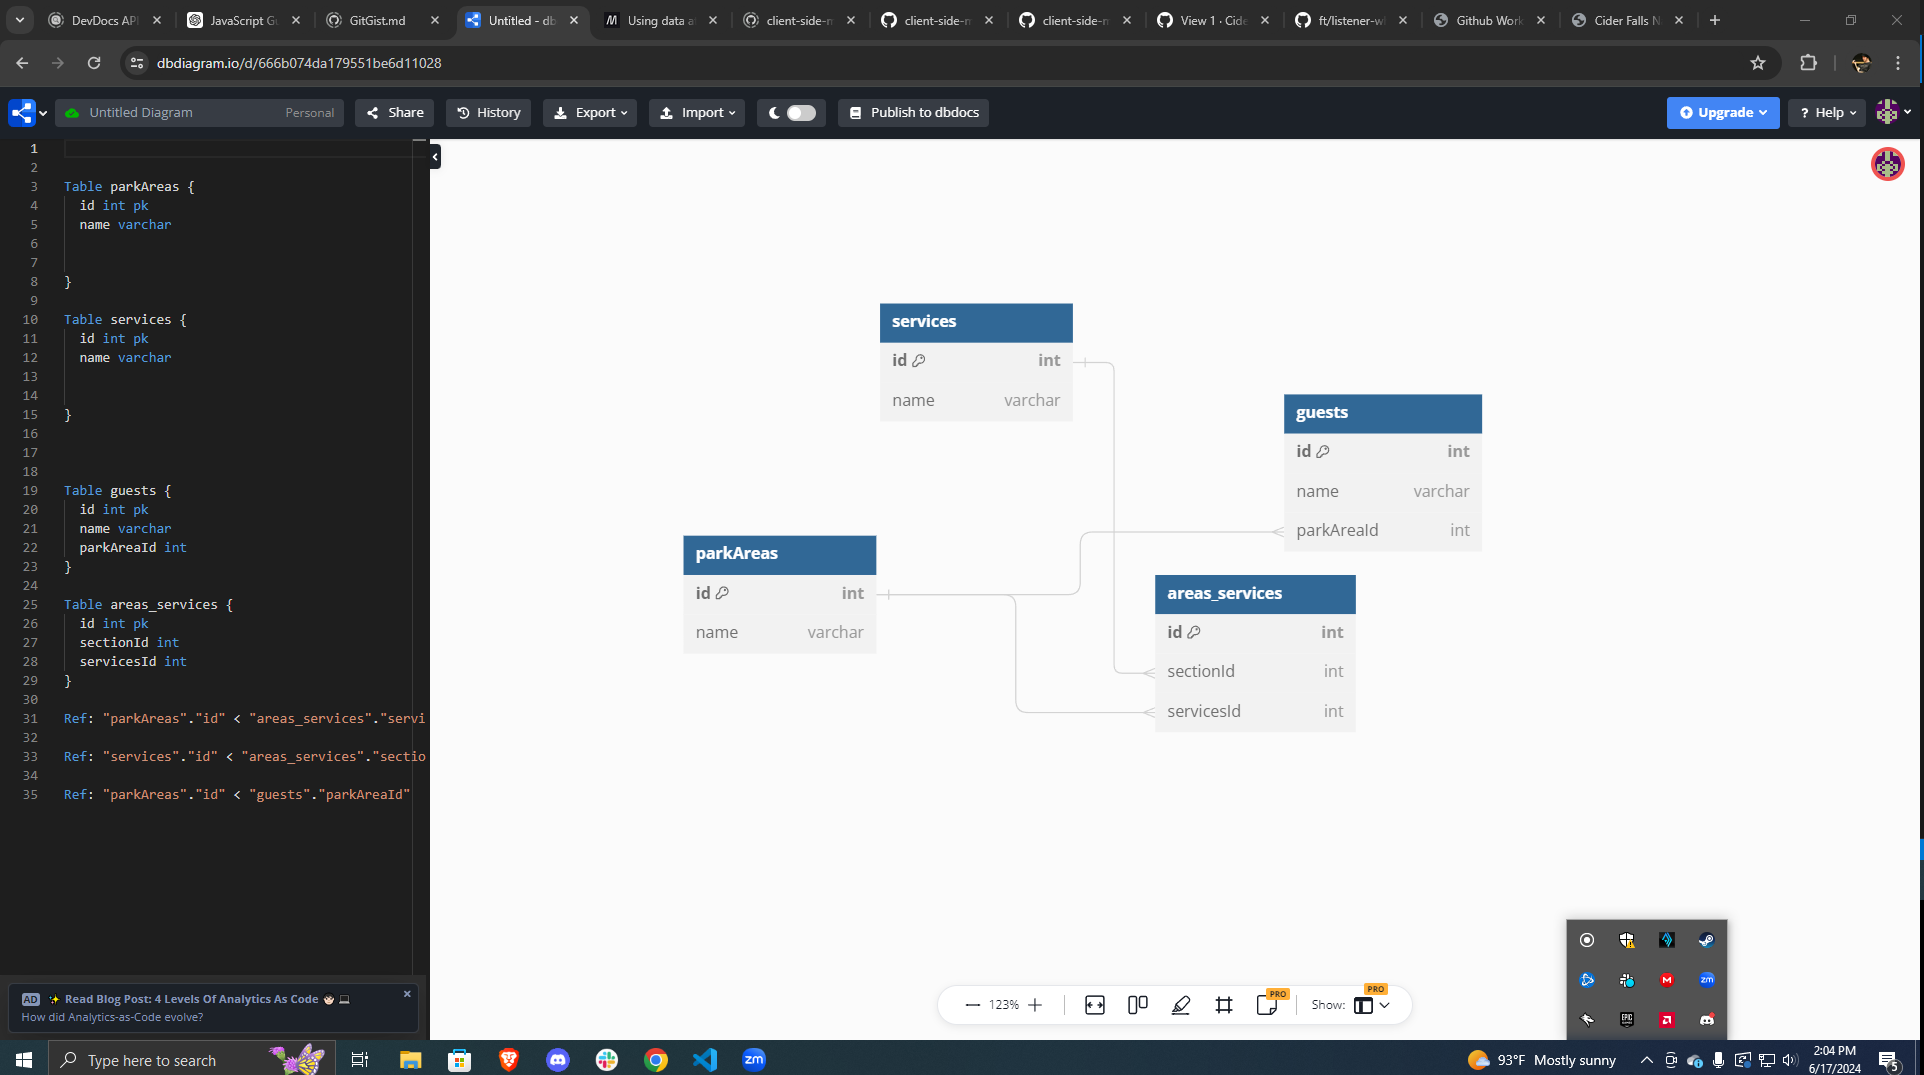 DevDocs API
JavaScript Gu
GitGist.md
Untitled - db
Using data a
client-side-m
client-side-m
client-side-m
View 1 · Cide
ft/listener-w
Github Work
Cider Falls N
dbdiagram.io/d/666b074da179551be6d11028
Untitled Diagram
Personal
Share
History
Export
Import
Publish to dbdocs
Upgrade
? Help
1
2
3 Table parkAreas {
4 id int pk
5 name varchar
6
7
8 }
9
10 Table services {
11 id int pk
12 name varchar
13
14
15 }
16
17
18
19 Table guests {
20 id int pk
21 name varchar
22 parkAreaId int
23 }
24
25 Table areas_services {
26 id int pk
27 sectionId int
28 servicesId int
29 }
30
31 Ref: "parkAreas"."id" < "areas_services"."servi
32
33 Ref: "services"."id" < "areas_services"."sectio
34
35 Ref: "parkAreas"."id" < "guests"."parkAreaId"
services
id int
name varchar
guests
id int
name varchar
parkAreaId int
parkAreas
id int
name varchar
areas_services
id int
sectionId int
servicesId int
AD Read Blog Post: 4 Levels Of Analytics As Code
How did Analytics-as-Code evolve?
123%
PRO
Show:
PRO
zm
EPIC
Type here to search
zm
93°F Mostly sunny
2:04 PM
6/17/2024
5